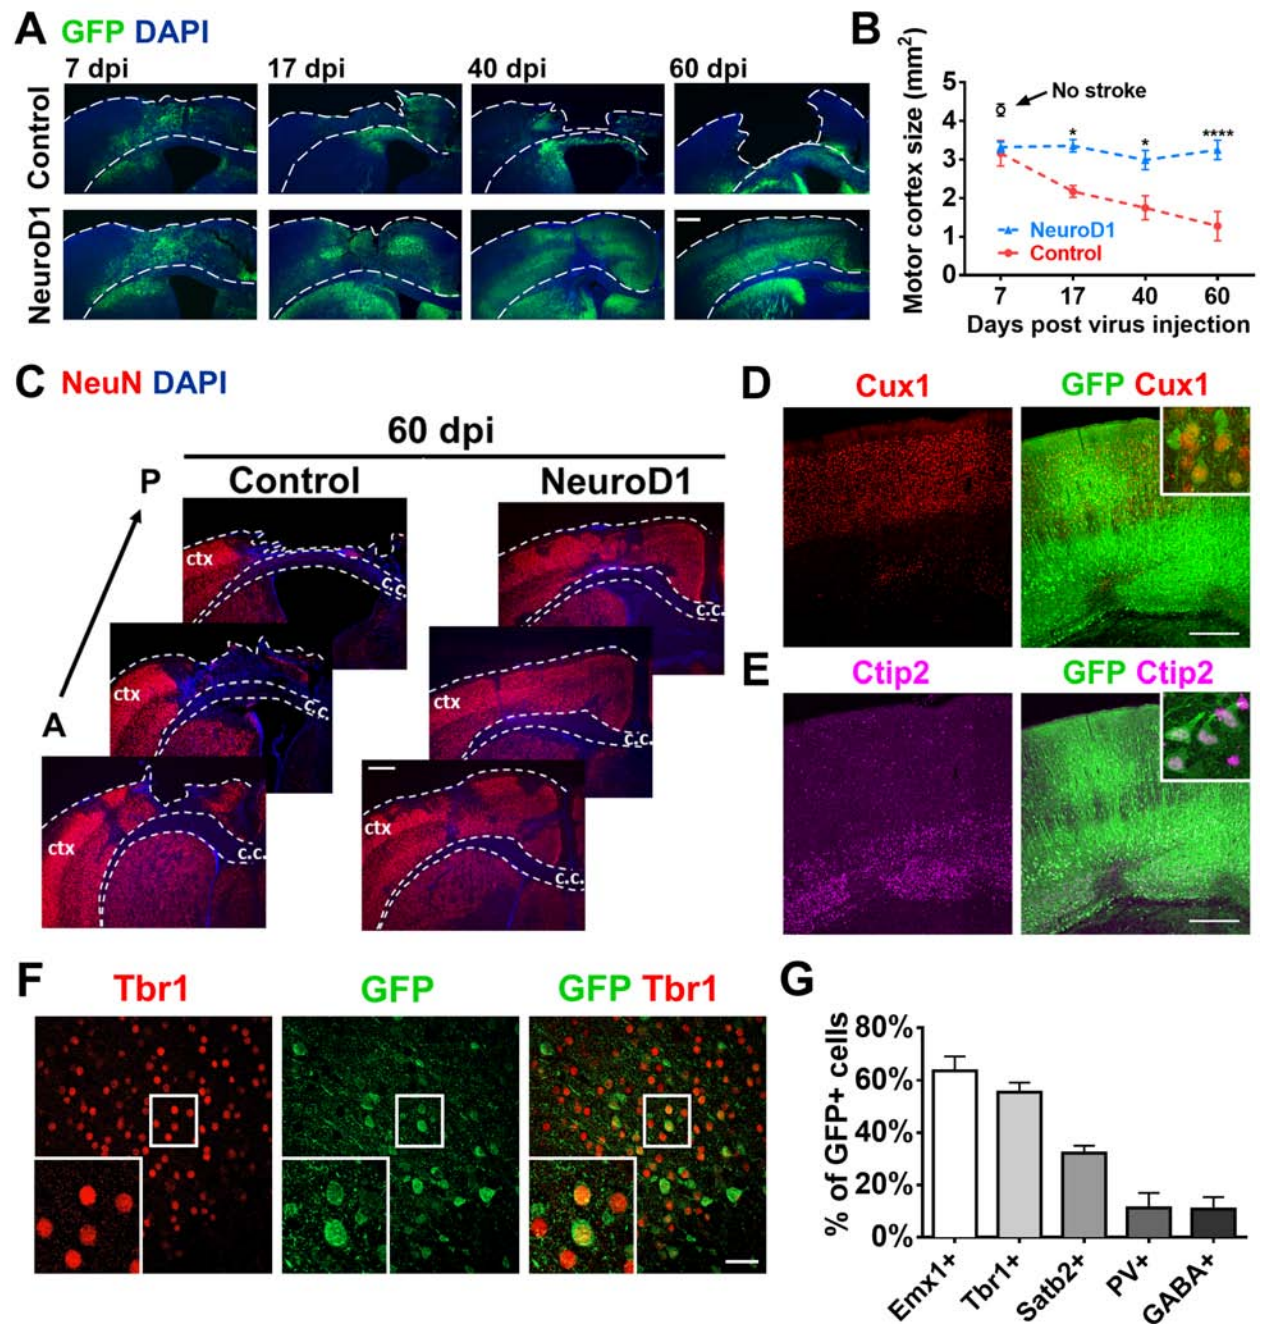 A GFP DAPI
7 dpi 17 dpi 40 dpi 60 dpi
Control
NeuroD1
B
Motor cortex size (mm²)
5
4
3
2
1
0
No stroke
* * ****
NeuroD1
Control
7 17 40 60
Days post virus injection
C NeuN DAPI
60 dpi
P
Control NeuroD1
ctx c.c. c.c.
ctx c.c. ctx c.c.
A
ctx c.c. ctx c.c.
D Cux1 GFP Cux1
E Ctip2 GFP Ctip2
F Tbr1 GFP GFP Tbr1
G
% of GFP+ cells
80%
60%
40%
20%
0%
Emx1+ Tbr1+ Satb2+ PV+ GABA+